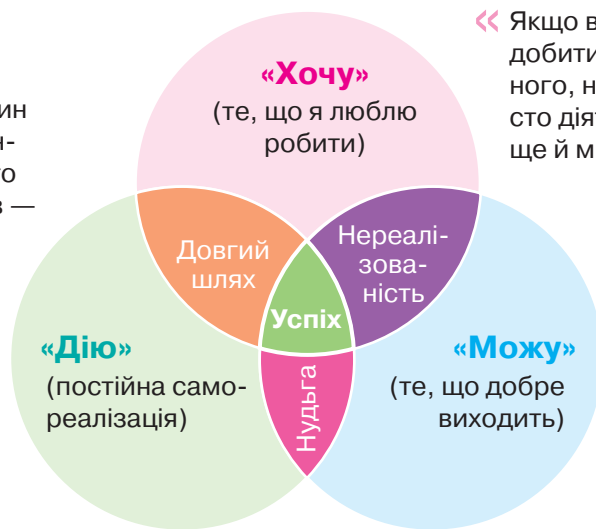 «Хочу»
(те, що я люблю
робити)
ин
н-
то
в —
« Якщо в
добити
ного, н
сто дія
ще й м
Довгий
шлях
Нереалі-
зова-
ність
Успіх
«Дію»
(постійна само-
реалізація)
Нудьга
«Можу»
(те, що добре
виходить)